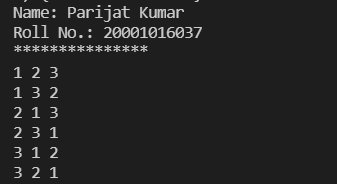 Name: Parijat Kumar
Roll No.: 20001016037
***************
1 2 3
1 3 2
2 1 3
2 3 1
3 1 2
3 2 1